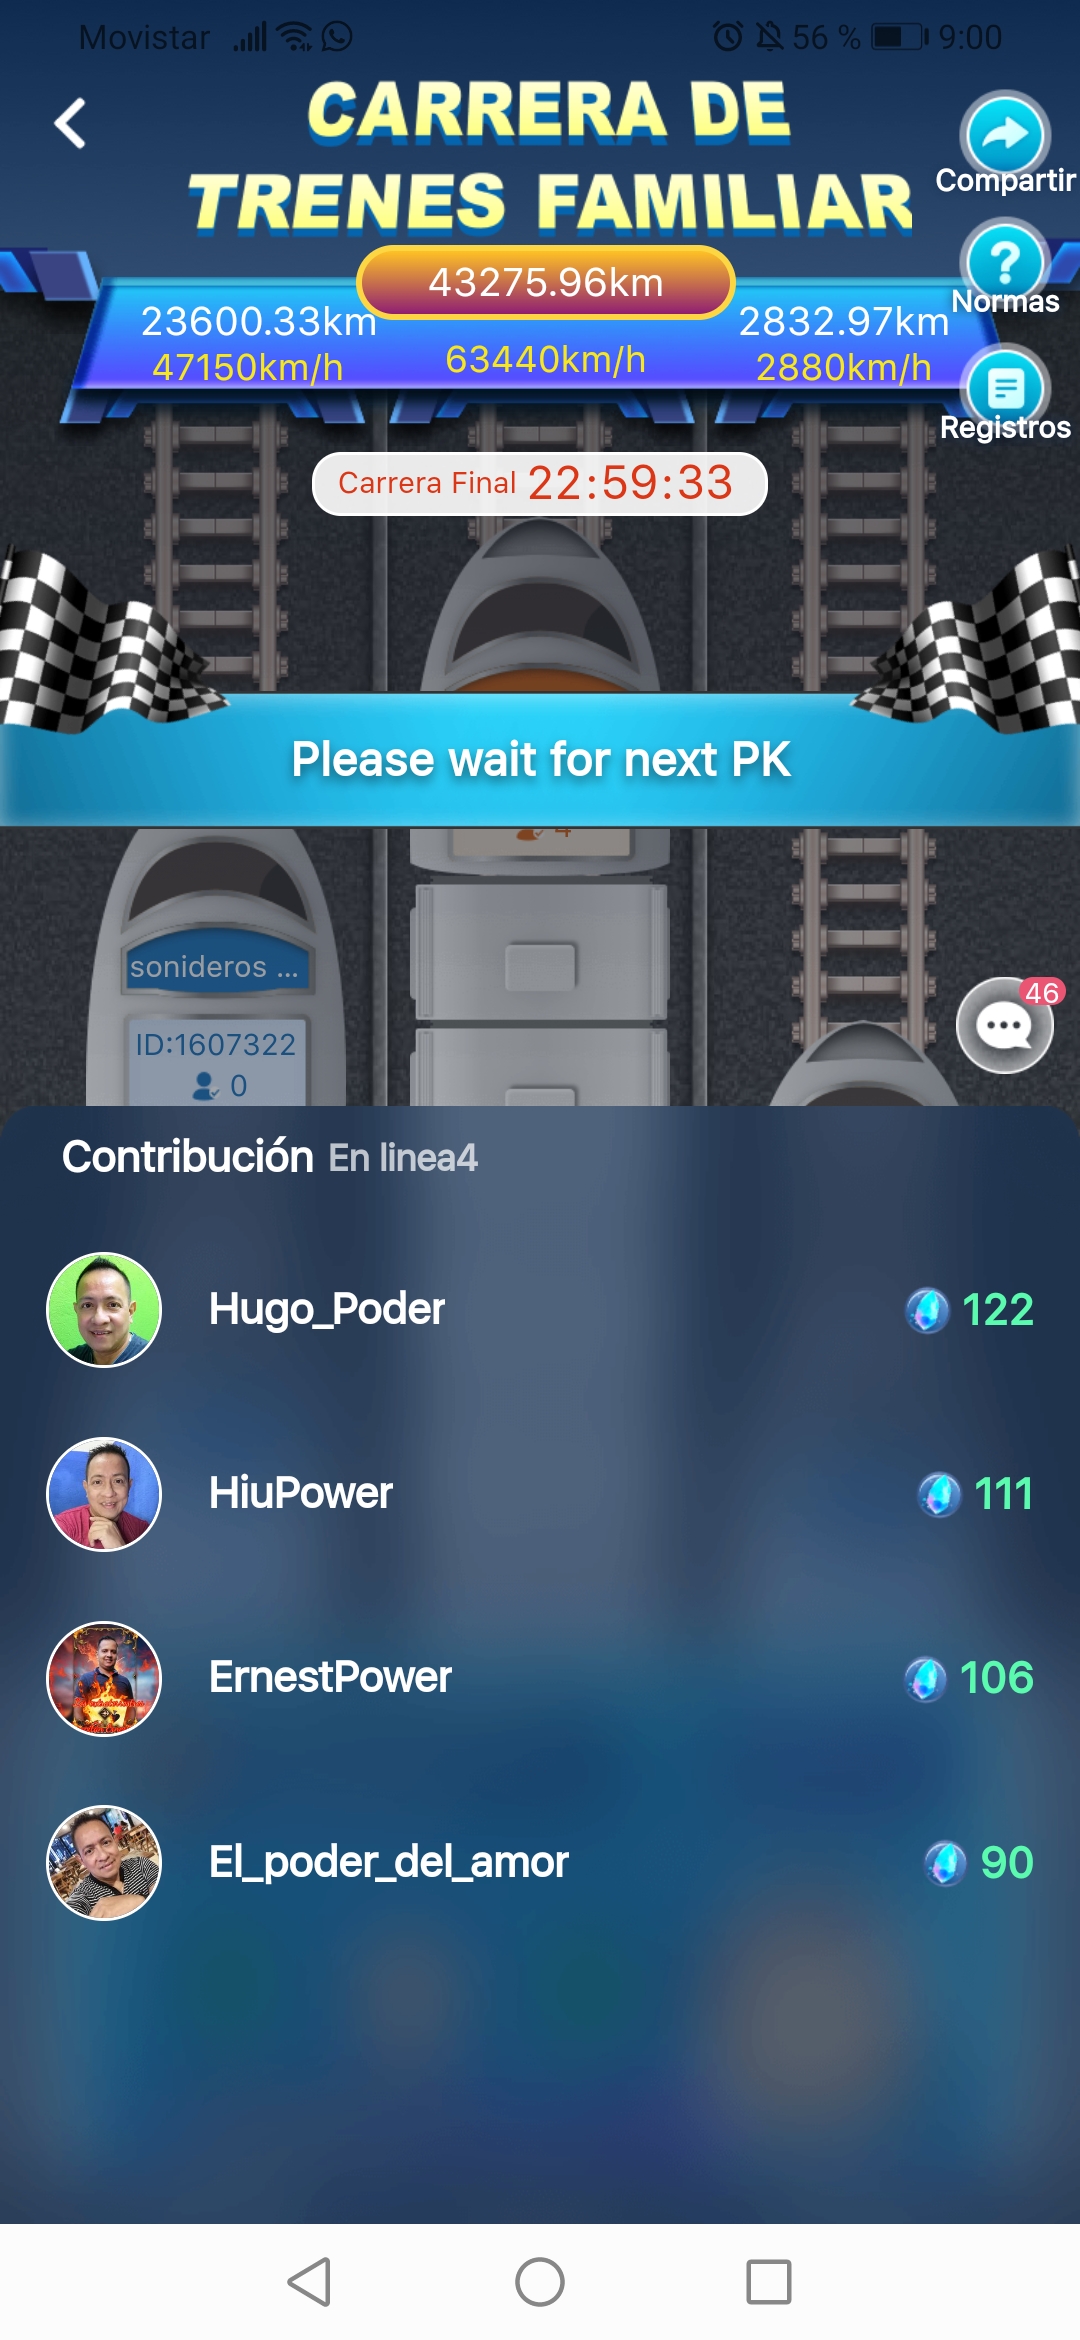 Movistar 56 % 9:00
CARRERA DE
TRENES FAMILIAR
Compartir
Normas
Registros
43275.96km
23600.33km 2832.97km
47150km/h 63440km/h 2880km/h
Carrera Final 22:59:33
Please wait for next PK
4
sonideros ...
ID:1607322
0
46
Contribución En linea4
Hugo_Poder 122
HiuPower 111
ErnestPower 106
El_poder_del_amor 90